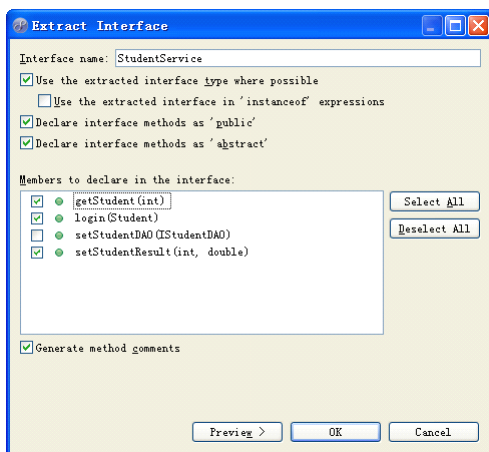 Extract Interface
Interface name: StudentService
Use the extracted interface type where possible
Use the extracted interface in 'instanceof' expressions
Declare interface methods as 'public'
Declare interface methods as 'abstract'
Members to declare in the interface:
getStudent(int)
Select All
login(Student)
setStudentDAO(IStudentDAO)
Deselect All
setStudentResult(int, double)
Generate method comments
Preview >
OK
Cancel